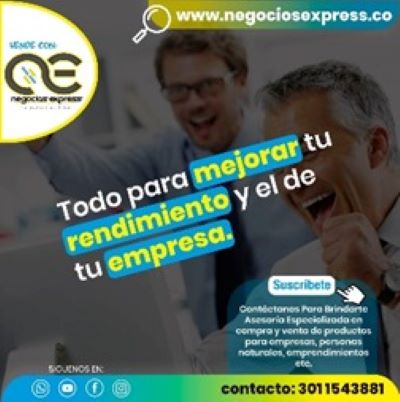 www.negociosexpress.co
VENDE CON:
negocios express
Todo para mejorar tu
rendimiento y el de
tu empresa.
Suscríbete
Contáctanos Para Brindarte
Asesoría Especializada en
compra y venta de productos
para empresas, personas
naturales, emprendimientos
etc.
SIGUENOS EN:
contacto: 3011543881